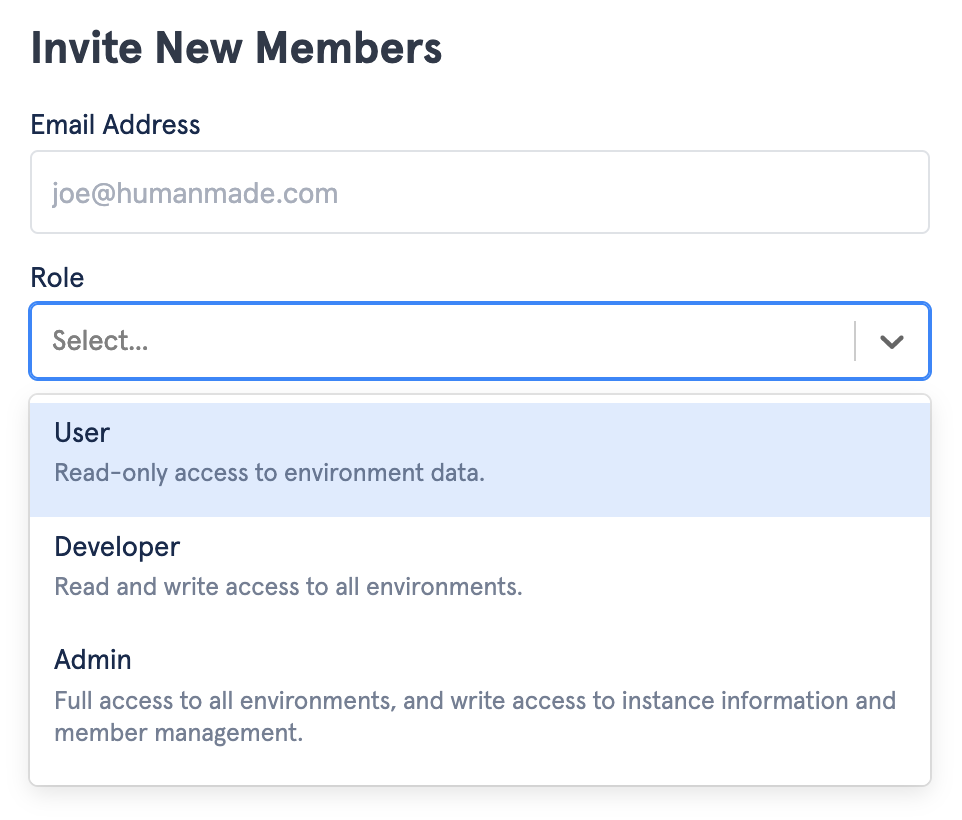 Invite New Members
Email Address
joe@humanmade.com
Role
Select...
User
Read-only access to environment data.
Developer
Read and write access to all environments.
Admin
Full access to all environments, and write access to instance information and
member management.